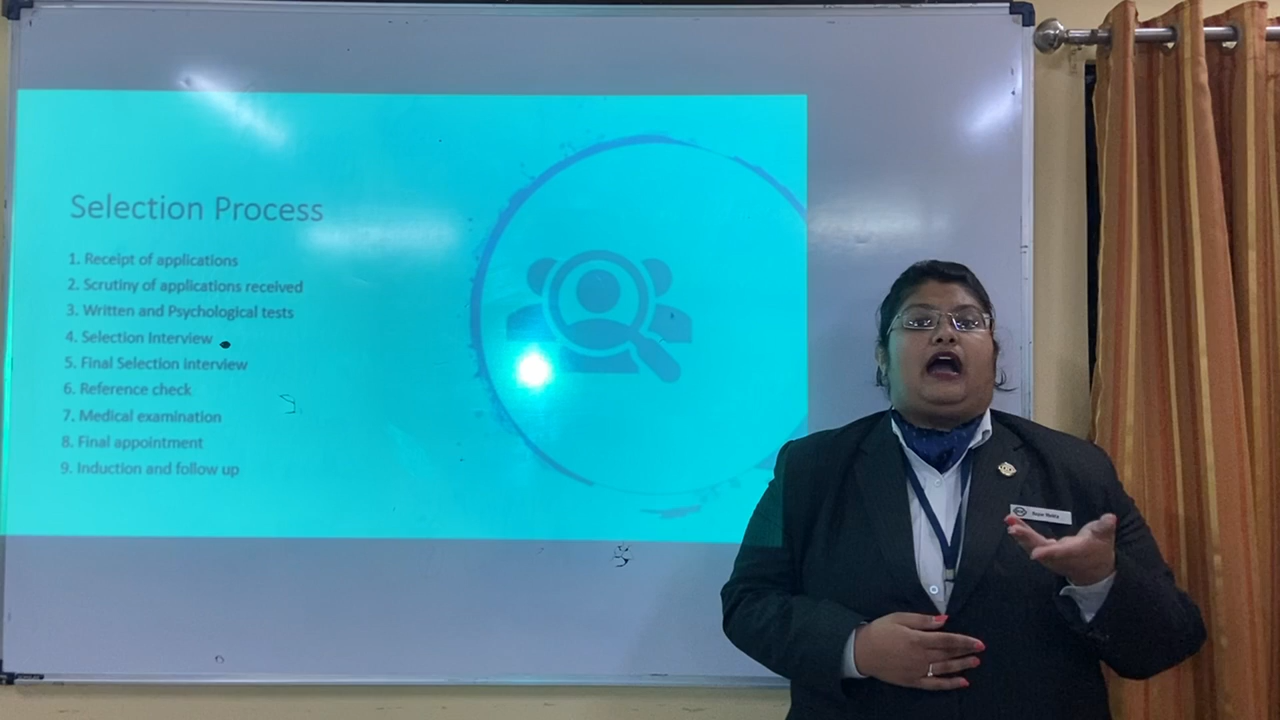 Selection Process
1. Receipt of applications
2. Scrutiny of applications received
3. Written and Psychological tests
4. Selection Interview
5. Final Selection interview
6. Reference check
7. Medical examination
8. Final appointment
9. Induction and follow up